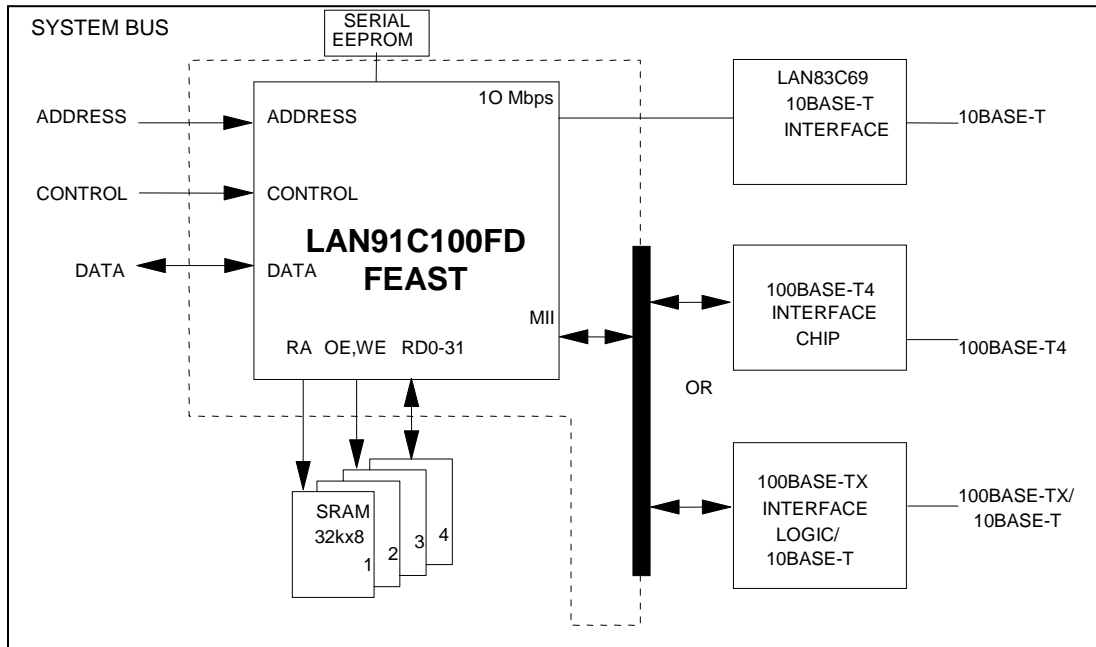 SYSTEM BUS
SERIAL
EEPROM
ADDRESS
CONTROL
DATA
1O Mbps
ADDRESS
CONTROL
DATA
LAN91C100FD
FEAST
MII
RA OE,WE RD0-31
SRAM
32kx8
1
2
3
4
LAN83C69
10BASE-T
INTERFACE
10BASE-T
100BASE-T4
INTERFACE
CHIP
100BASE-T4
OR
100BASE-TX
INTERFACE
LOGIC/
10BASE-T
100BASE-TX/
10BASE-T